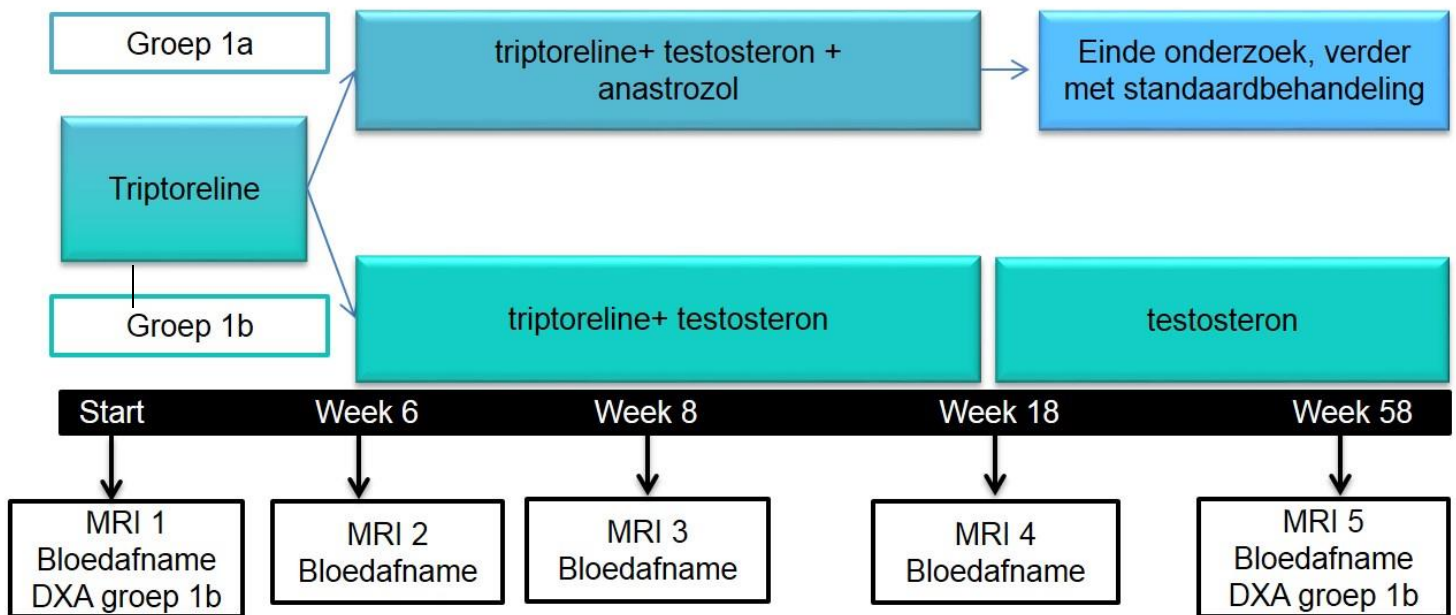 Groep 1a
triptoreline+ testosteron +
anastrozol
Einde onderzoek, verder
met standaardbehandeling
Triptoreline
Groep 1b
triptoreline+ testosteron
testosteron
Start
Week 6
Week 8
Week 18
Week 58
MRI 1
Bloedafname
DXA groep 1b
MRI 2
Bloedafname
MRI 3
Bloedafname
MRI 4
Bloedafname
MRI 5
Bloedafname
DXA groep 1b